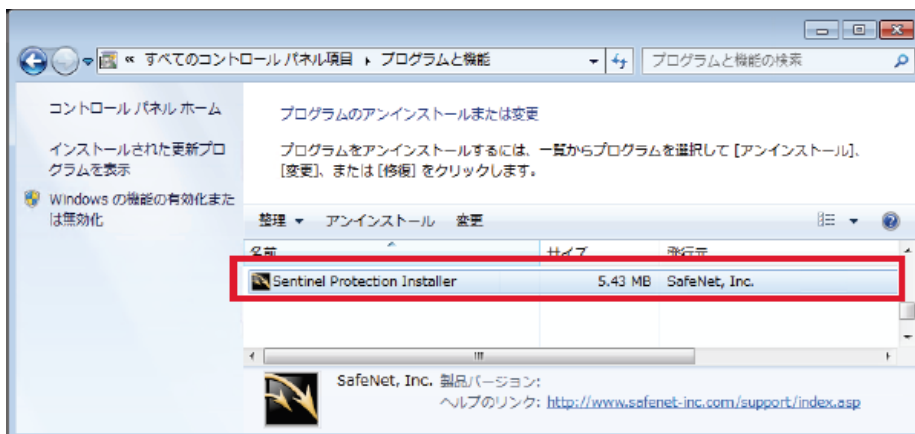 « すべてのコントロール パネル項目 ▸ プログラムと機能
プログラムと機能の検索
コントロール パネル ホーム
インストールされた更新プロ
グラムを表示
Windows の機能の有効化また
は無効化
プログラムのアンインストールまたは変更
プログラムをアンインストールするには、一覧からプログラムを選択して [アンインストール]、
[変更]、または [修復] をクリックします。
整理 ▼ アンインストール 変更
名前 サイズ 発行元
Sentinel Protection Installer 5.43 MB SafeNet, Inc.
SafeNet, Inc. 製品バージョン:
ヘルプのリンク: http://www.safenet-inc.com/support/index.asp